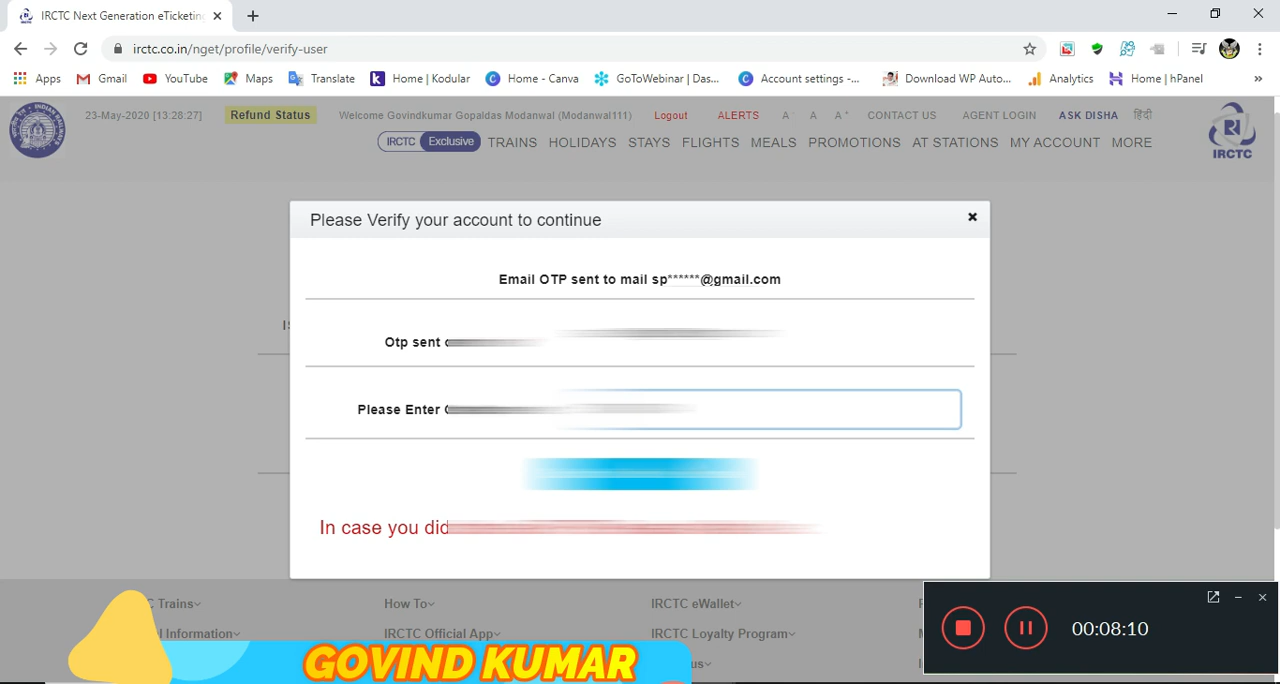 IRCTC Next Generation eTicketing
irctc.co.in/nget/profile/verify-user
Apps Gmail YouTube Maps Translate Home | Kodular Home - Canva GoToWebinar | Das... Account settings -... Download WP Auto... Analytics Home | hPanel »
INDIAN
23-May-2020 [13:28:27] Refund Status Welcome Govindkumar Gopaldas Modanwal (Modanwal111) Logout ALERTS A- A A+ CONTACT US AGENT LOGIN ASK DISHA हिंदी
IRCTC Exclusive TRAINS HOLIDAYS STAYS FLIGHTS MEALS PROMOTIONS AT STATIONS MY ACCOUNT MORE
IRCTC
Please Verify your account to continue
Email OTP sent to mail sp******@gmail.com
Otp sent
Please Enter
In case you did
Trains How To IRCTC eWallet
Information IRCTC Official App IRCTC Loyalty Program
00:08:10
GOVIND KUMAR